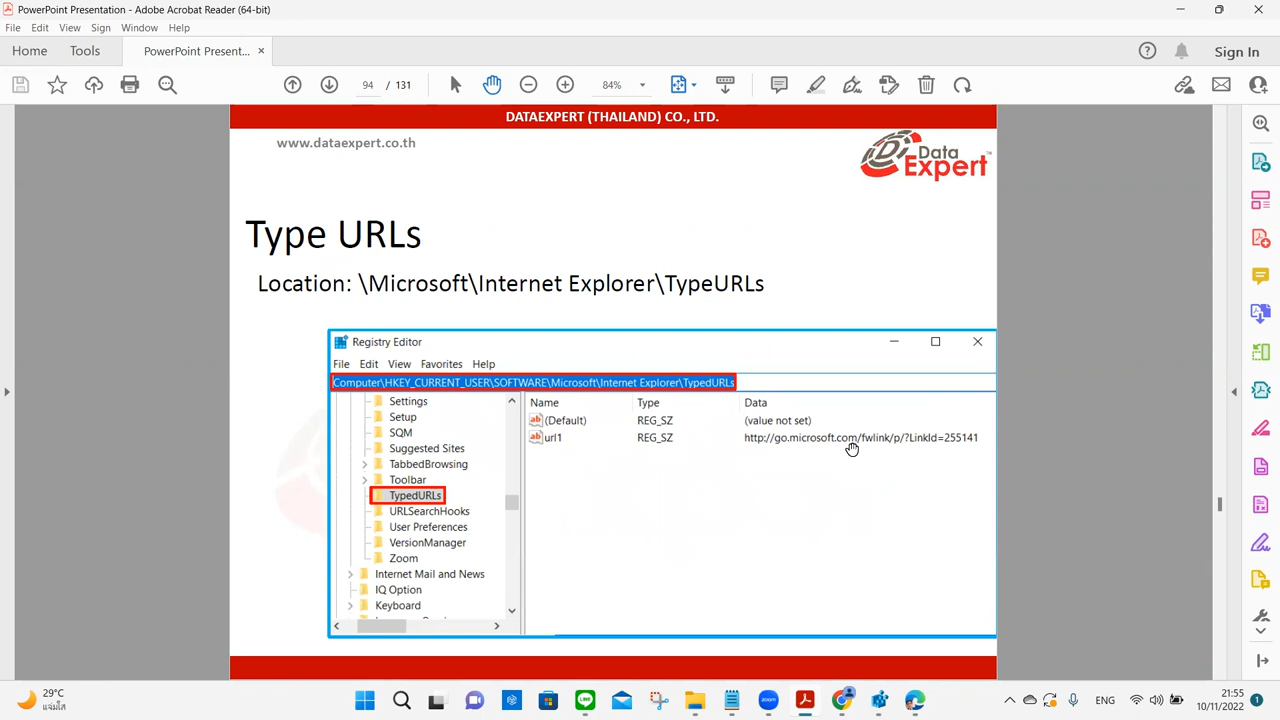 PowerPoint Presentation - Adobe Acrobat Reader (64-bit)
File Edit View Sign Window Help
Home Tools PowerPoint Present... × Sign In
94 / 131 84%
DATAEXPERT (THAILAND) CO., LTD.
www.dataexpert.co.th
Data Expert™
Type URLs
Location: \Microsoft\Internet Explorer\TypeURLs
Registry Editor
File Edit View Favorites Help
Computer\HKEY_CURRENT_USER\SOFTWARE\Microsoft\Internet Explorer\TypedURLs
Settings
Setup
SQM
Suggested Sites
TabbedBrowsing
Toolbar
TypedURLs
URLSearchHooks
User Preferences
VersionManager
Zoom
Internet Mail and News
IQ Option
Keyboard
Name Type Data
(Default) REG_SZ (value not set)
url1 REG_SZ http://go.microsoft.com/fwlink/p/?LinkId=255141
29°C
แจ่มใส
ENG
21:55
10/11/2022
1